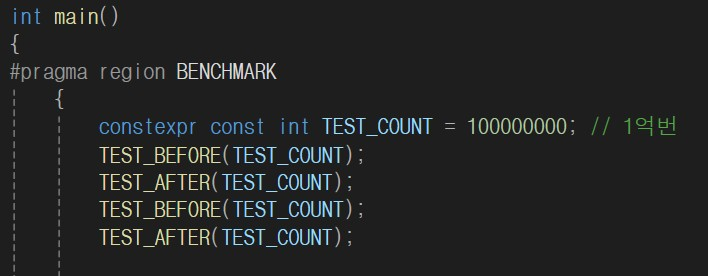 int main()
{
#pragma region BENCHMARK
{
constexpr const int TEST_COUNT = 100000000; // 1억번
TEST_BEFORE(TEST_COUNT);
TEST_AFTER(TEST_COUNT);
TEST_BEFORE(TEST_COUNT);
TEST_AFTER(TEST_COUNT);